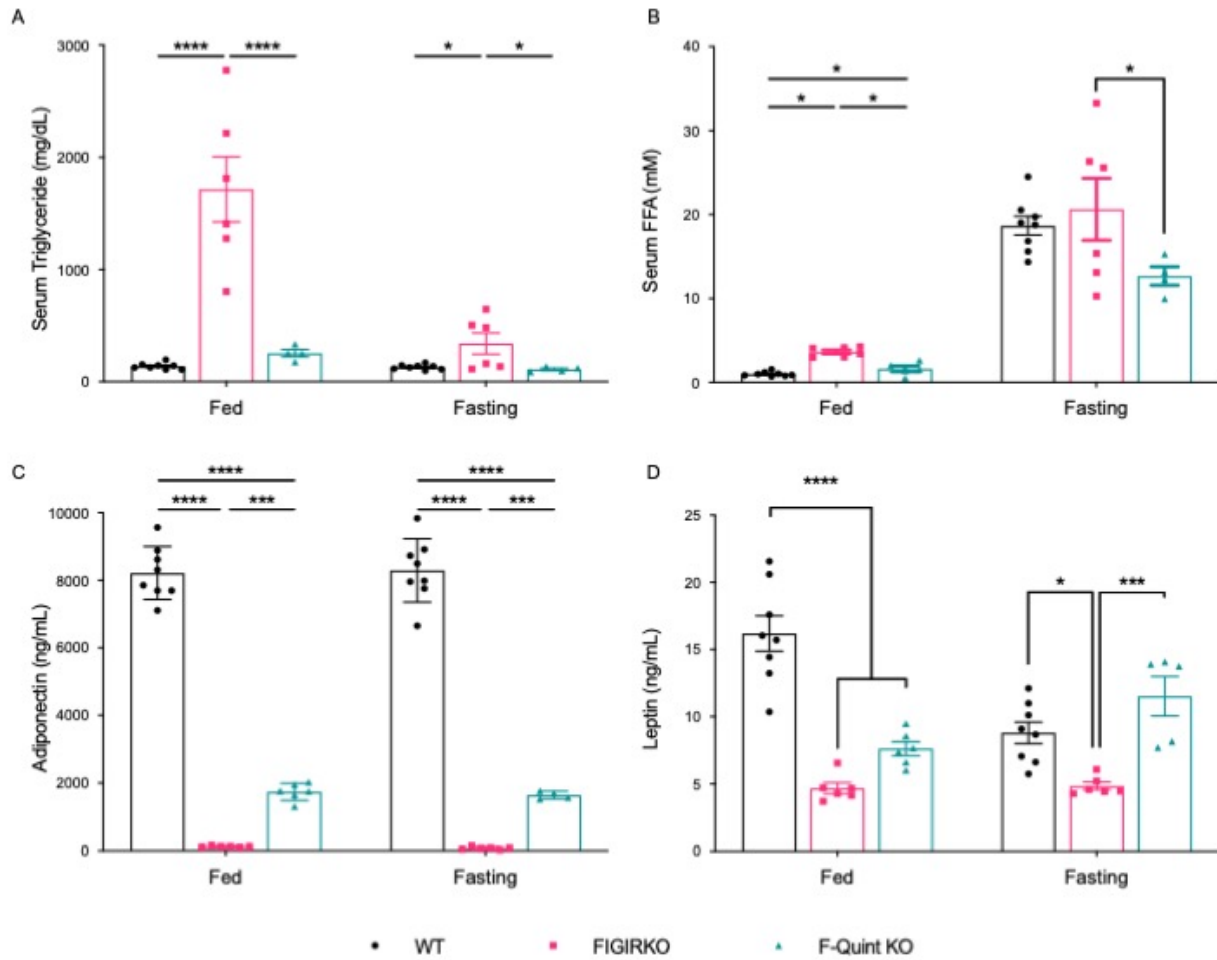 A
Serum Triglyceride (mg/dL)
3000
2000
1000
0
**** **** * *
Fed Fasting
B
Serum FFA (mM)
40
30
20
10
0
*
* *
*
Fed Fasting
C
Adiponectin (ng/mL)
10000
8000
6000
4000
2000
0
**** ****
**** *** **** ***
Fed Fasting
D
Leptin (ng/mL)
25
20
15
10
5
0
****
* ***
Fed Fasting
WT FIGIRKO F-Quint KO